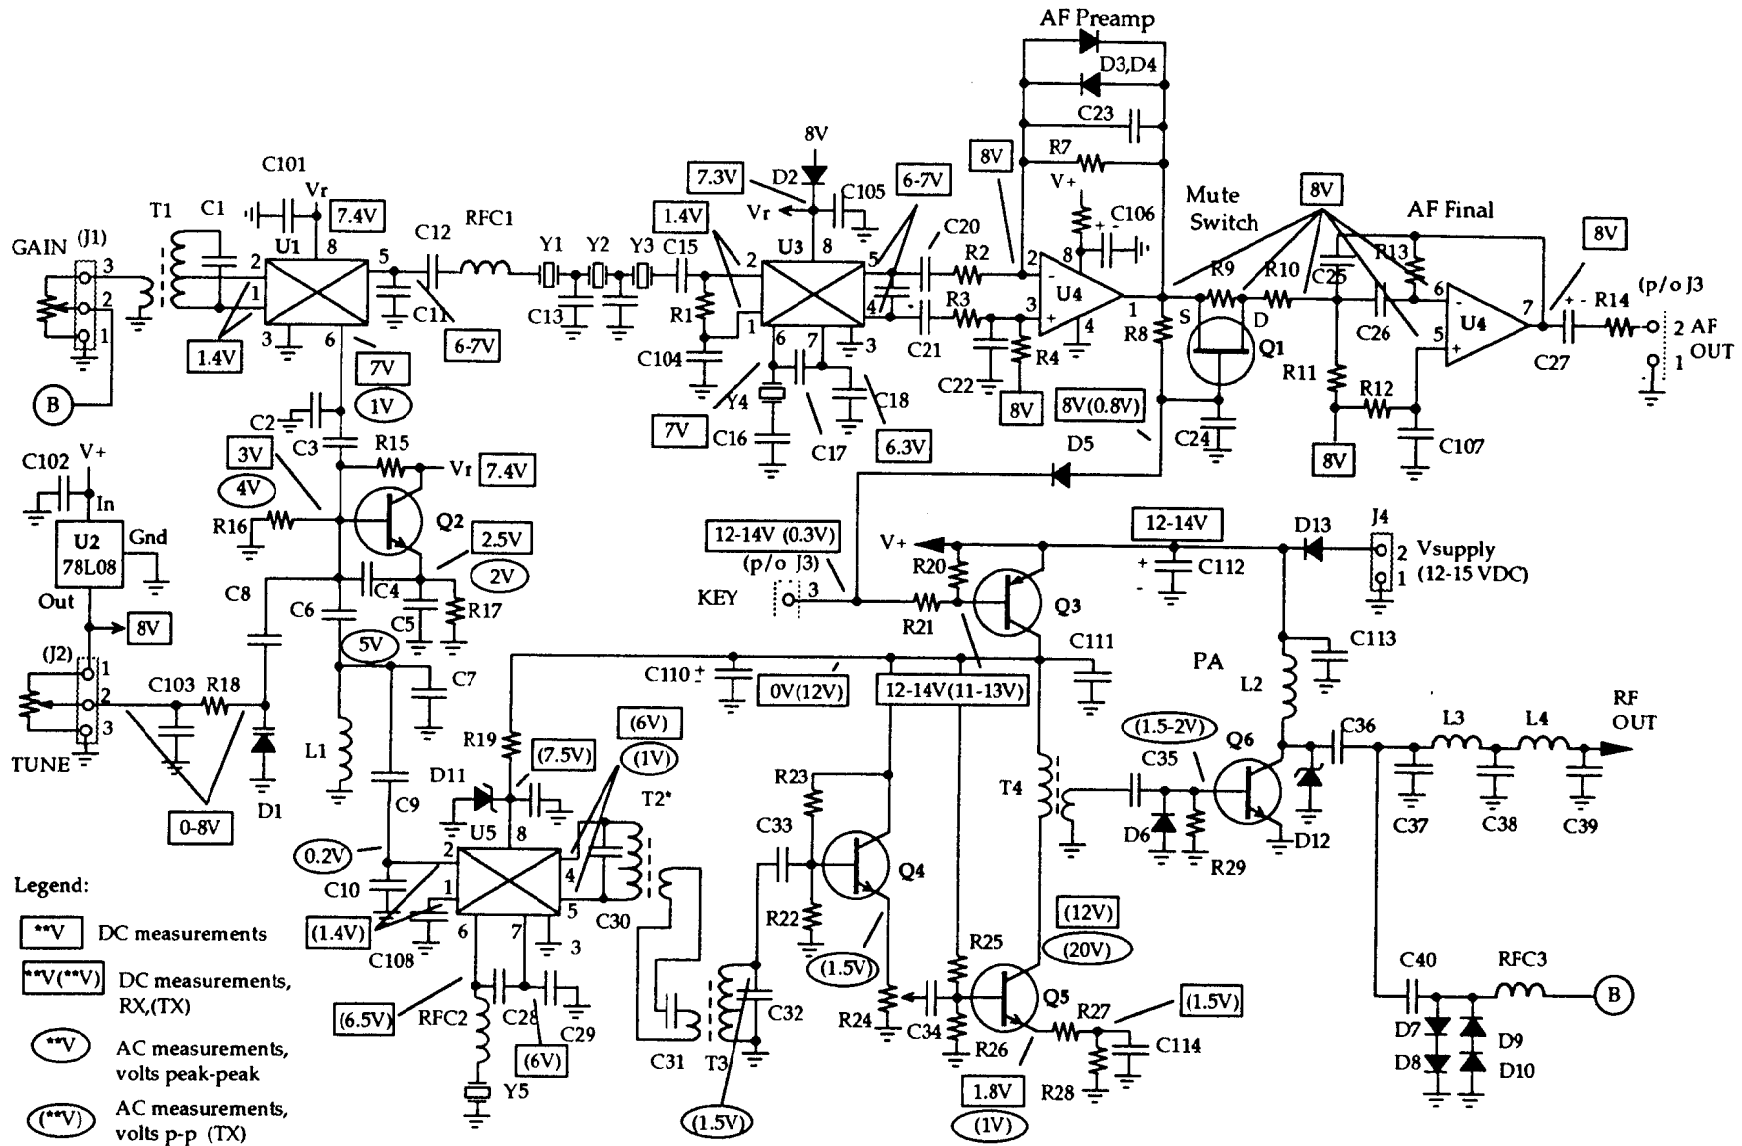 AF Preamp
D3,D4
C23
R7
V+
C106
8V
D2
C105
7.3V
Vr
6-7V
8V
8V
Mute
Switch
AF Final
8V
C101
Vr
7.4V
T1
C1
GAIN
(J1)
3
2
1
U1
8
2
1
5
3
6
1.4V
C12
RFC1
C11
6-7V
Y1
Y2
Y3
C15
C13
1.4V
R1
C104
U3
8
2
1
5
4
6
7
3
C20
R2
R3
C21
C22
R4
8V
2
-
3
+
8
U4
4
1
R8
R9
R10
S
D
Q1
C24
C25
R13
C26
R11
R12
8V
C107
6
-
5
+
7
U4
C27
+ -
R14
(p/o J3
2
AF
OUT
1
B
7V
1V
C2
C3
R15
Vr
7.4V
3V
4V
R16
Q2
2.5V
2V
Y4
7V
C16
C17
C18
6.3V
8V(0.8V)
D5
C102
V+
In
U2
78L08
Gnd
Out
8V
C8
C6
C4
C5
R17
5V
C7
(J2)
1
2
3
TUNE
C103
R18
D1
0-8V
L1
C9
12-14V (0.3V)
(p/o J3)
KEY
3
V+
12-14V
R20
R21
Q3
+
-
C112
D13
J4
2
1
Vsupply
(12-15 VDC)
C113
C111
C110
+
-
0V(12V)
12-14V(11-13V)
PA
L2
C36
L3
L4
RF
OUT
C37
C38
C39
(1.5-2V)
Q6
C35
T4
D6
R29
D12
R19
D11
(7.5V)
(6V)
(1V)
T2*
U5
8
2
1
4
5
6
7
3
0.2V
C10
(1.4V)
C108
C30
(6.5V)
RFC2
C28
C29
(6V)
Y5
C31
T3
C32
(1.5V)
C33
R23
R22
Q4
(1.5V)
R24
C34
R25
R26
Q5
(12V)
(20V)
R27
(1.5V)
R28
C114
1.8V
(1V)
C40
RFC3
B
D7
D8
D9
D10
Legend:
**V DC measurements
**V(**V) DC measurements,
RX,(TX)
**V AC measurements,
volts peak-peak
(**V) AC measurements,
volts p-p (TX)